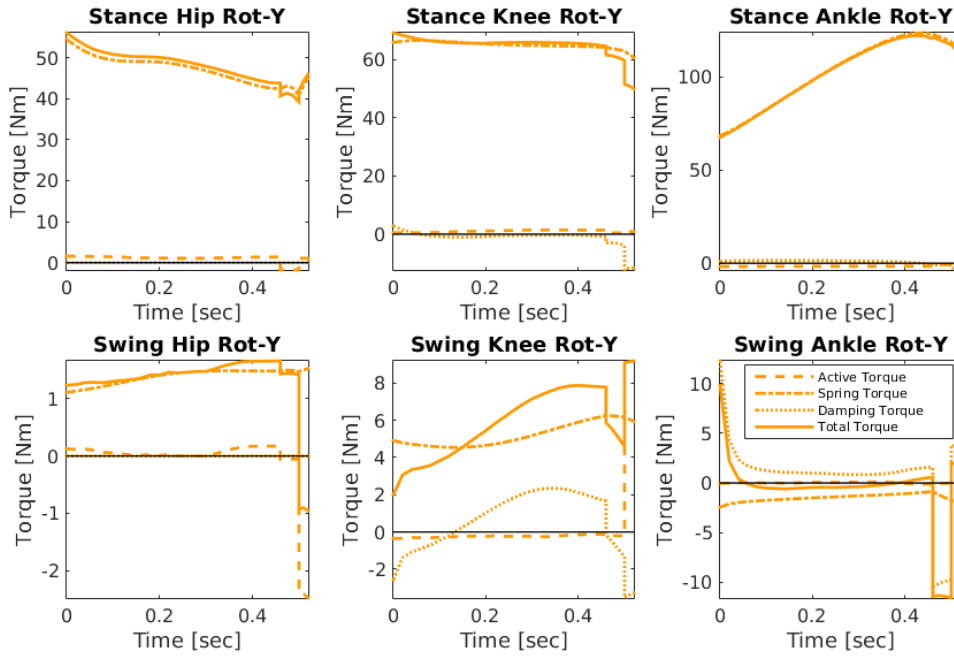 Stance Hip Rot-Y
Stance Knee Rot-Y
Stance Ankle Rot-Y
Torque [Nm]
50
40
30
20
10
0
0
0.2
0.4
Time [sec]
Torque [Nm]
60
40
20
0
0
0.2
0.4
Time [sec]
Torque [Nm]
100
50
0
0
0.2
0.4
Time [sec]
Swing Hip Rot-Y
Swing Knee Rot-Y
Swing Ankle Rot-Y
Torque [Nm]
1
0
-1
-2
0
0.2
0.4
Time [sec]
Torque [Nm]
8
6
4
2
0
-2
0
0.2
0.4
Time [sec]
Torque [Nm]
10
5
0
-5
-10
0
0.2
0.4
Time [sec]
Active Torque
Spring Torque
Damping Torque
Total Torque